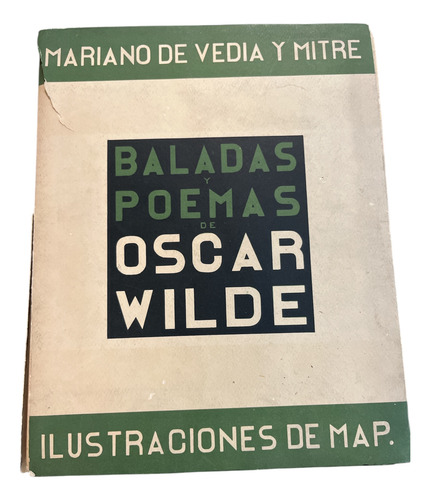 MARIANO DE VEDIA Y MITRE
BALADAS
Y
POEMAS
DE
OSCAR
WILDE
ILUSTRACIONES DE MAP.